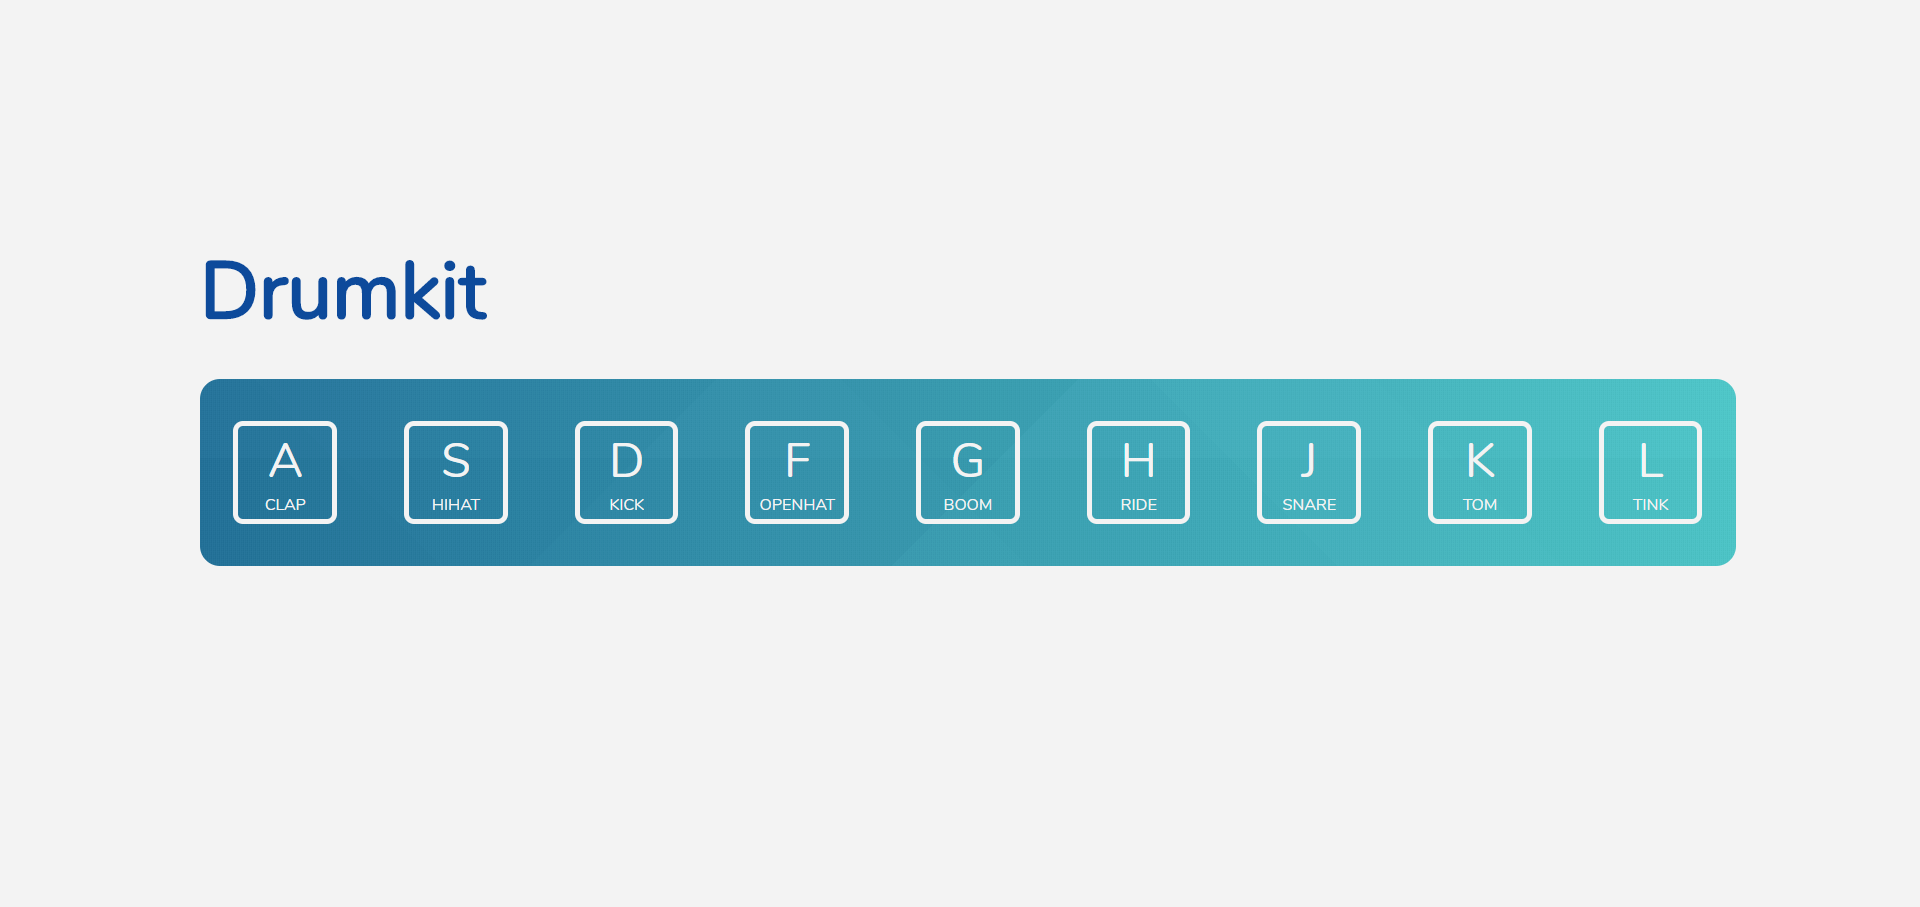 Drumkit
A S D F G H J K L
CLAP HIHAT KICK OPENHAT BOOM RIDE SNARE TOM TINK